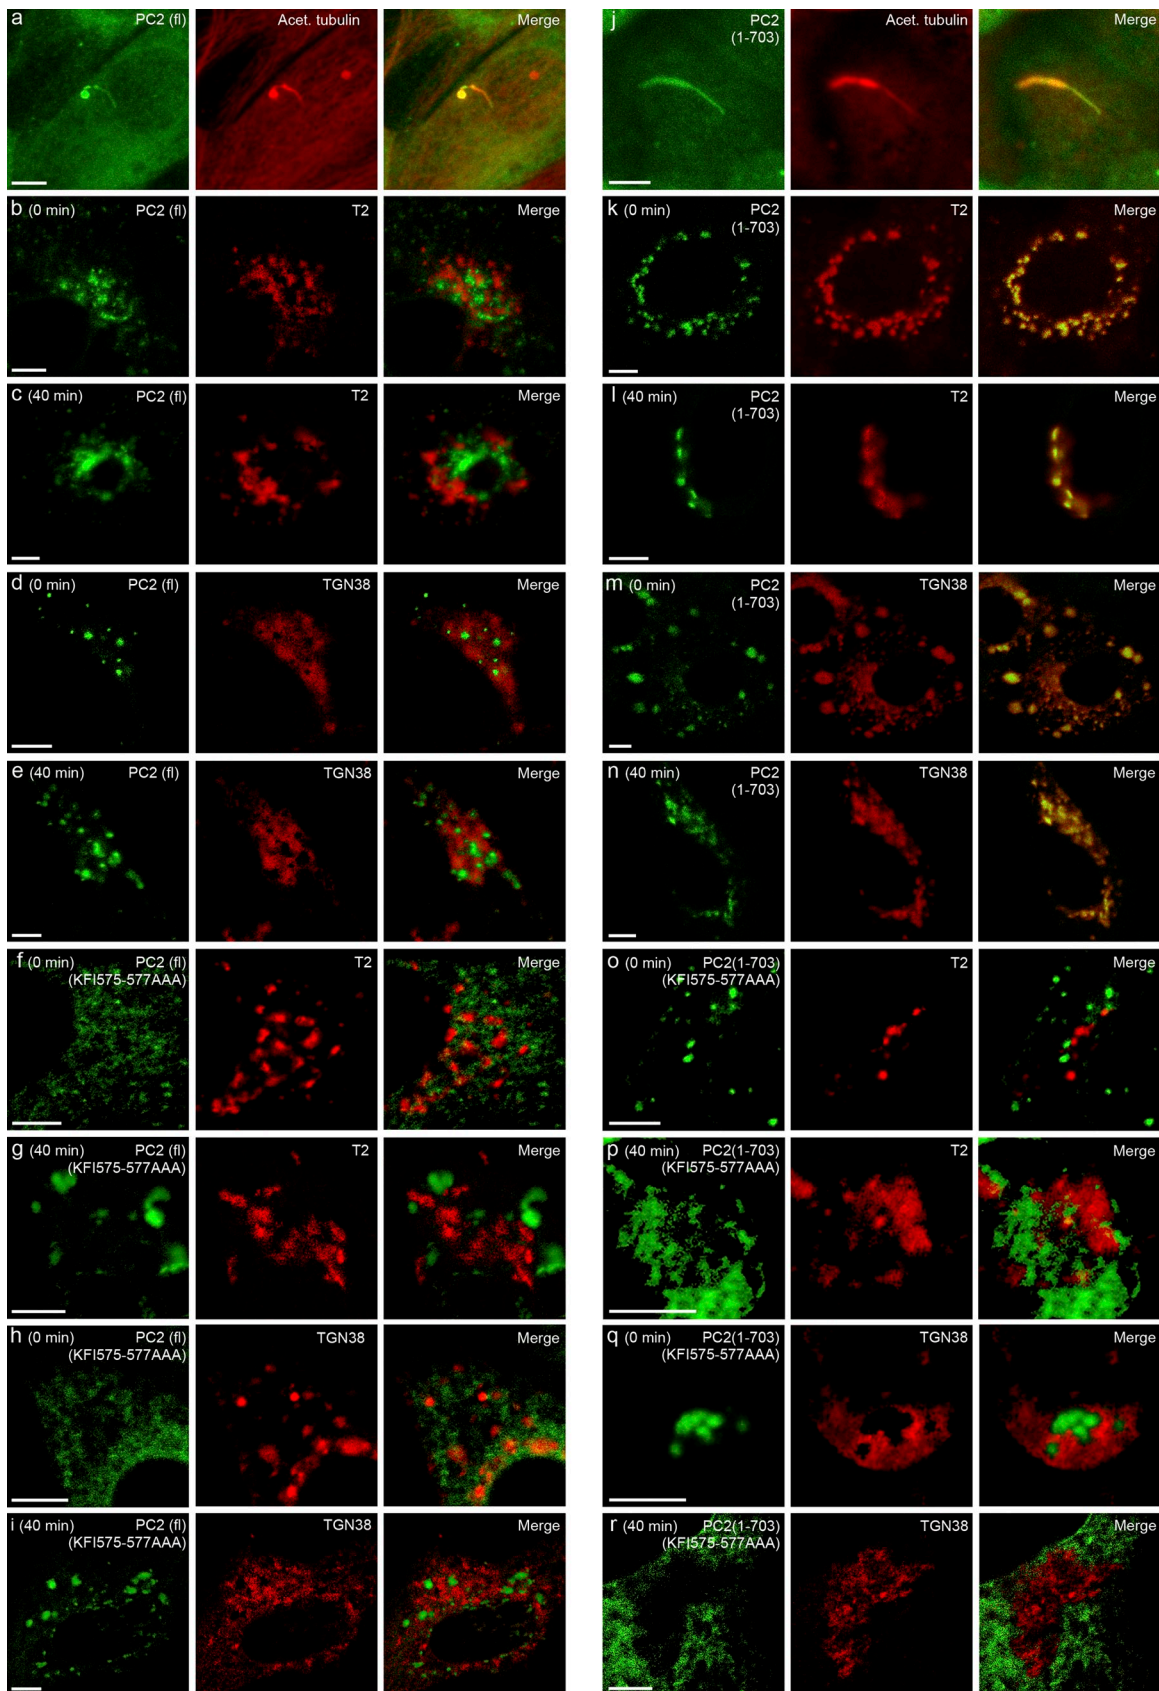 a PC2 (fl) Acet. tubulin Merge
b (0 min) PC2 (fl) T2 Merge
c (40 min) PC2 (fl) T2 Merge
d (0 min) PC2 (fl) TGN38 Merge
e (40 min) PC2 (fl) TGN38 Merge
f (0 min) PC2 (fl) T2 Merge
(KFI575-577AAA)
g (40 min) PC2 (fl) T2 Merge
(KFI575-577AAA)
h (0 min) PC2 (fl) TGN38 Merge
(KFI575-577AAA)
i (40 min) PC2 (fl) TGN38 Merge
(KFI575-577AAA)
j PC2 Acet. tubulin Merge
(1-703)
k (0 min) PC2 T2 Merge
(1-703)
l (40 min) PC2 T2 Merge
(1-703)
m (0 min) PC2 TGN38 Merge
(1-703)
n (40 min) PC2 TGN38 Merge
(1-703)
o (0 min) PC2(1-703) T2 Merge
(KFI575-577AAA)
p (40 min) PC2(1-703) T2 Merge
(KFI575-577AAA)
q (0 min) PC2(1-703) TGN38 Merge
(KFI575-577AAA)
r (40 min) PC2(1-703) TGN38 Merge
(KFI575-577AAA)